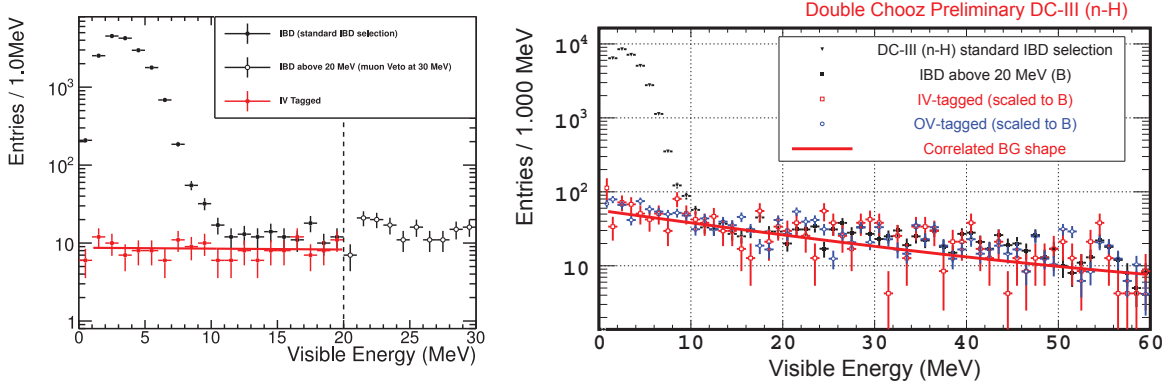 Entries / 1.0MeV
10³
10²
10
1
IBD (standard IBD selection)
IBD above 20 MeV (muon Veto at 30 MeV)
IV Tagged
0 5 10 15 20 25 30
Visible Energy (MeV)
Double Chooz Preliminary DC-III (n-H)
Entries / 1.000 MeV
10⁴
10³
10²
10
DC-III (n-H) standard IBD selection
IBD above 20 MeV (B)
IV-tagged (scaled to B)
OV-tagged (scaled to B)
Correlated BG shape
0 10 20 30 40 50 60
Visible Energy (MeV)